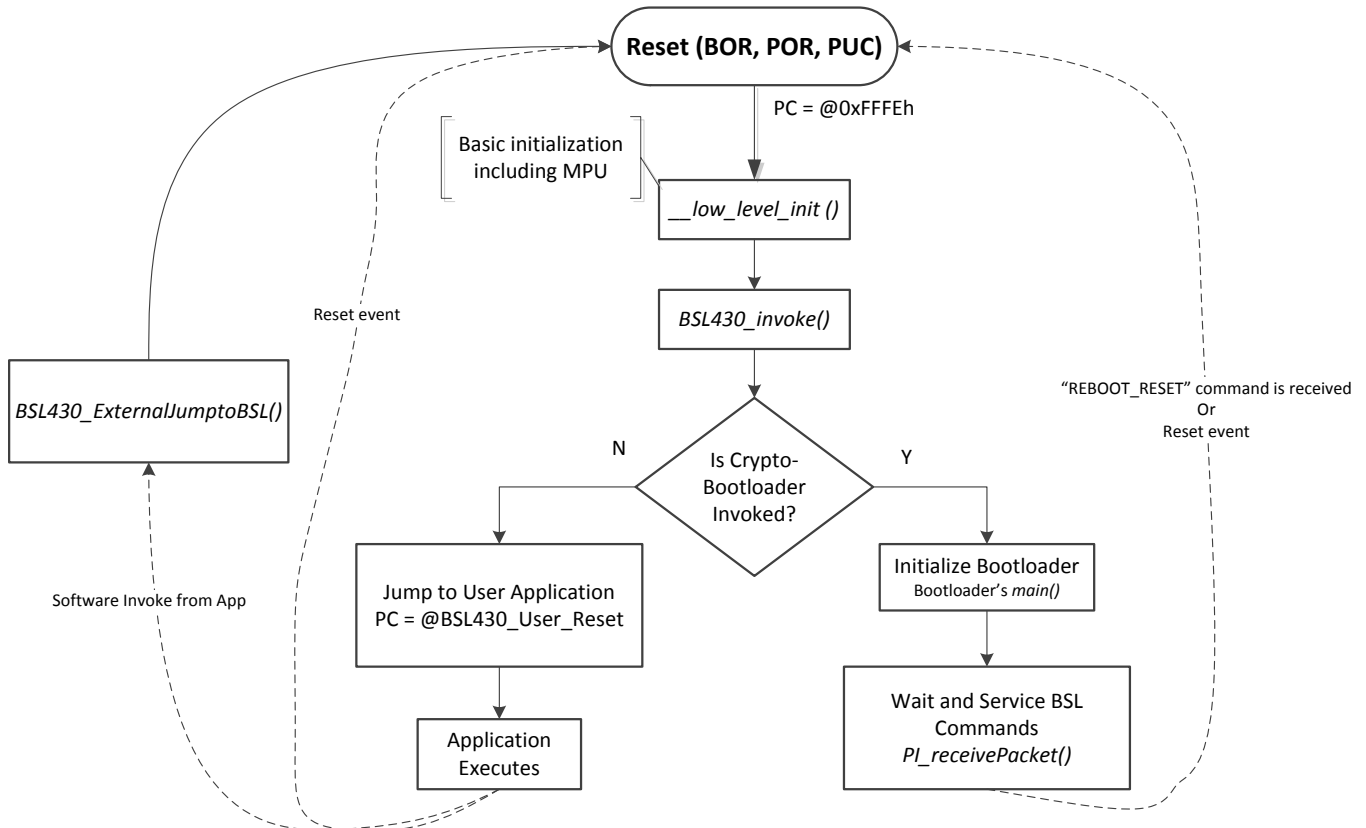 Reset (BOR, POR, PUC)
PC = @0xFFFEh
Basic initialization
including MPU
__low_level_init ()
BSL430_invoke()
Reset event
BSL430_ExternalJumptoBSL()
"REBOOT_RESET" command is received
Or
Reset event
N
Y
Is Crypto-
Bootloader
Invoked?
Software Invoke from App
Jump to User Application
PC = @BSL430_User_Reset
Initialize Bootloader
Bootloader's main()
Application
Executes
Wait and Service BSL
Commands
PI_receivePacket()